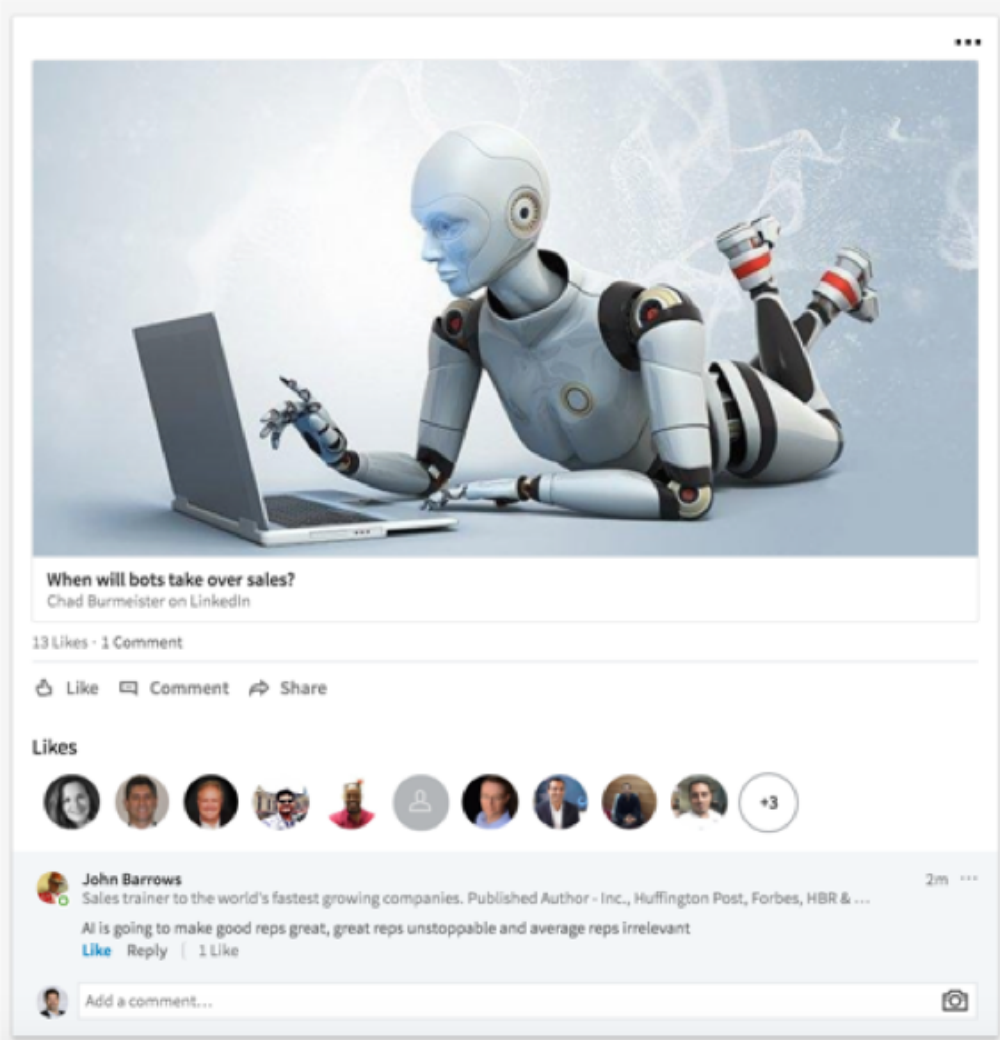 When will bots take over sales?
Chad Burmeister on LinkedIn
13 Likes · 1 Comment
Like Comment Share
Likes
+3
John Barrows 2m ...
Sales trainer to the world's fastest growing companies. Published Author - Inc., Huffington Post, Forbes, HBR & ...
AI is going to make good reps great, great reps unstoppable and average reps irrelevant
Like Reply | 1 Like
Add a comment...